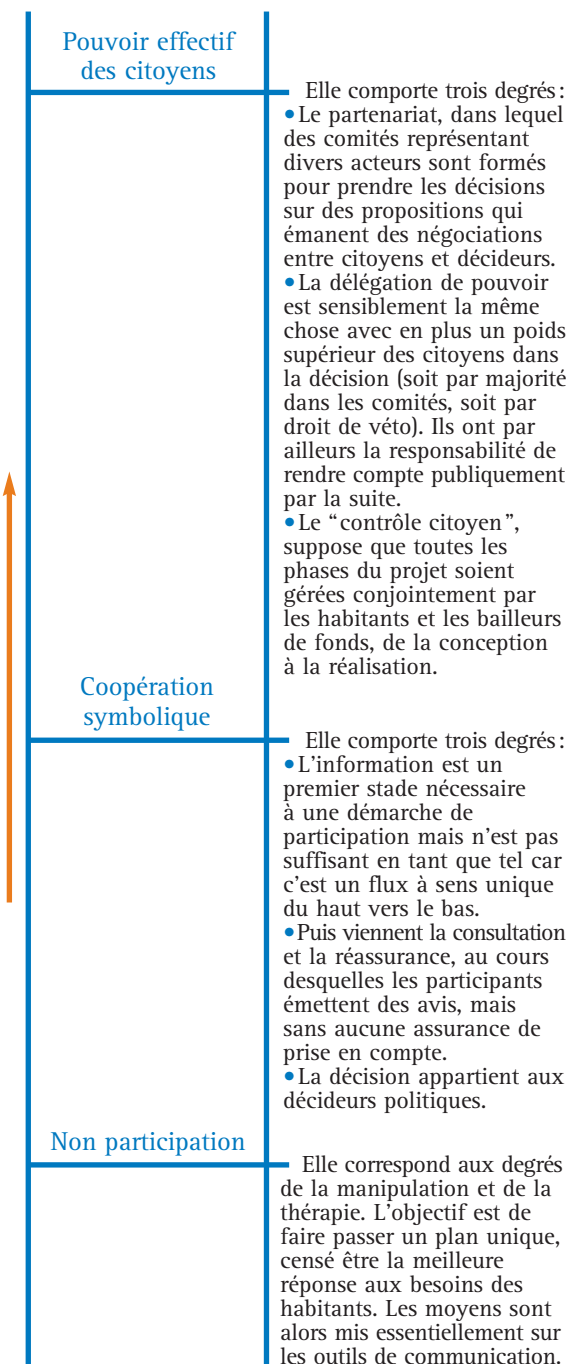 Pouvoir effectif
des citoyens
Elle comporte trois degrés :
• Le partenariat, dans lequel
des comités représentant
divers acteurs sont formés
pour prendre les décisions
sur des propositions qui
émanent des négociations
entre citoyens et décideurs.
• La délégation de pouvoir
est sensiblement la même
chose avec en plus un poids
supérieur des citoyens dans
la décision (soit par majorité
dans les comités, soit par
droit de véto). Ils ont par
ailleurs la responsabilité de
rendre compte publiquement
par la suite.
• Le “contrôle citoyen”,
suppose que toutes les
phases du projet soient
gérées conjointement par
les habitants et les bailleurs
de fonds, de la conception
à la réalisation.
Coopération
symbolique
Elle comporte trois degrés :
• L’information est un
premier stade nécessaire
à une démarche de
participation mais n’est pas
suffisant en tant que tel car
c’est un flux à sens unique
du haut vers le bas.
• Puis viennent la consultation
et la réassurance, au cours
desquelles les participants
émettent des avis, mais
sans aucune assurance de
prise en compte.
• La décision appartient aux
décideurs politiques.
Non participation
Elle correspond aux degrés
de la manipulation et de la
thérapie. L’objectif est de
faire passer un plan unique,
censé être la meilleure
réponse aux besoins des
habitants. Les moyens sont
alors mis essentiellement sur
les outils de communication.